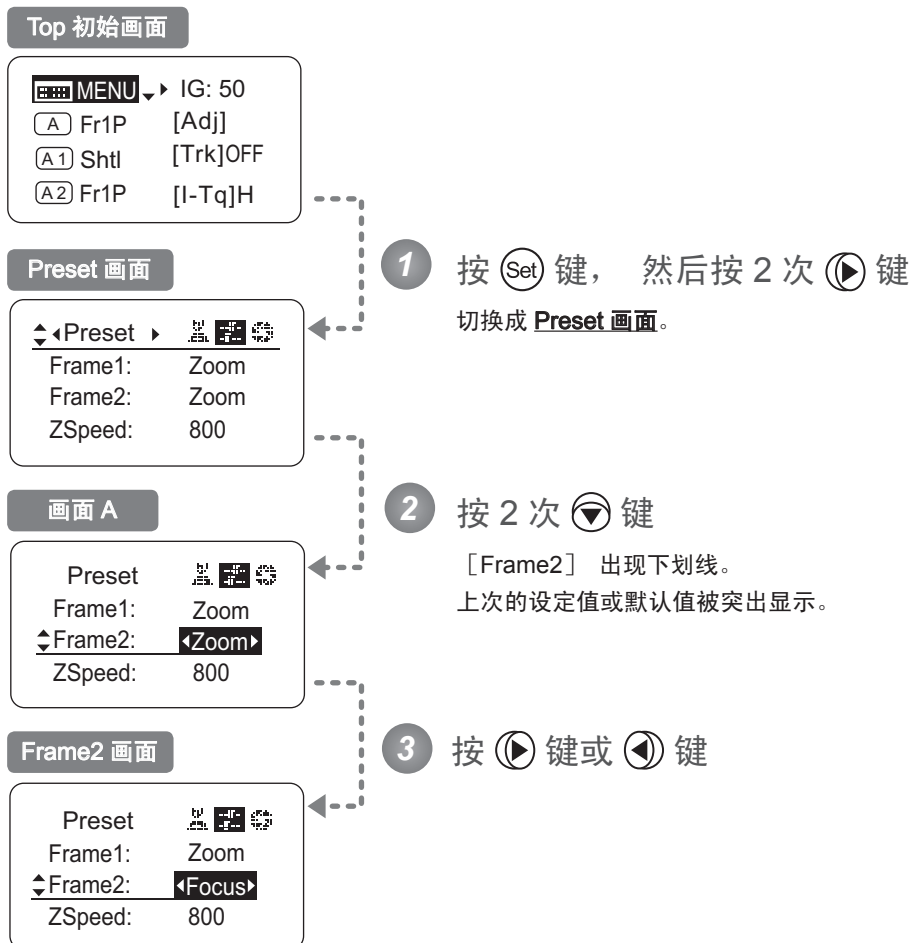 Top 初始画面
MENU IG: 50
A Fr1P [Adj]
A1 Shtl [Trk]OFF
A2 Fr1P [I-Tq]H
Preset 画面
1 按 Set 键， 然后按 2 次 键
切换成 Preset 画面。
Preset
Frame1: Zoom
Frame2: Zoom
ZSpeed: 800
画面 A
2 按 2 次 键
［Frame2］ 出现下划线。
上次的设定值或默认值被突出显示。
Preset
Frame1: Zoom
Frame2: Zoom
ZSpeed: 800
Frame2 画面
3 按 键或 键
Preset
Frame1: Zoom
Frame2: Focus
ZSpeed: 800